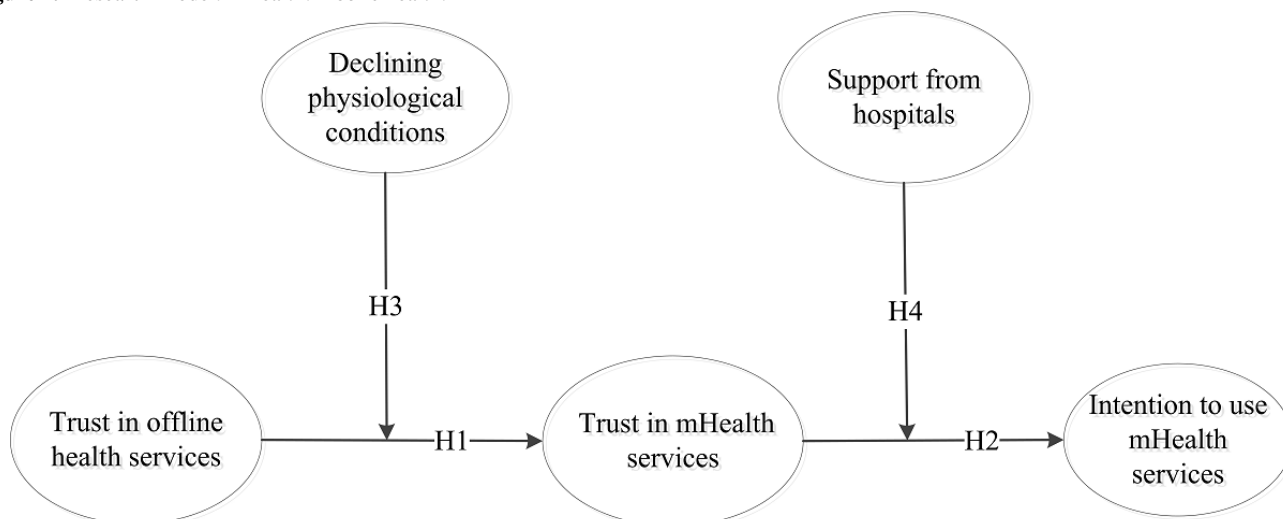 Declining
physiological
conditions
Support from
hospitals
H3
H4
Trust in offline
health services
H1
Trust in mHealth
services
H2
Intention to use
mHealth
services